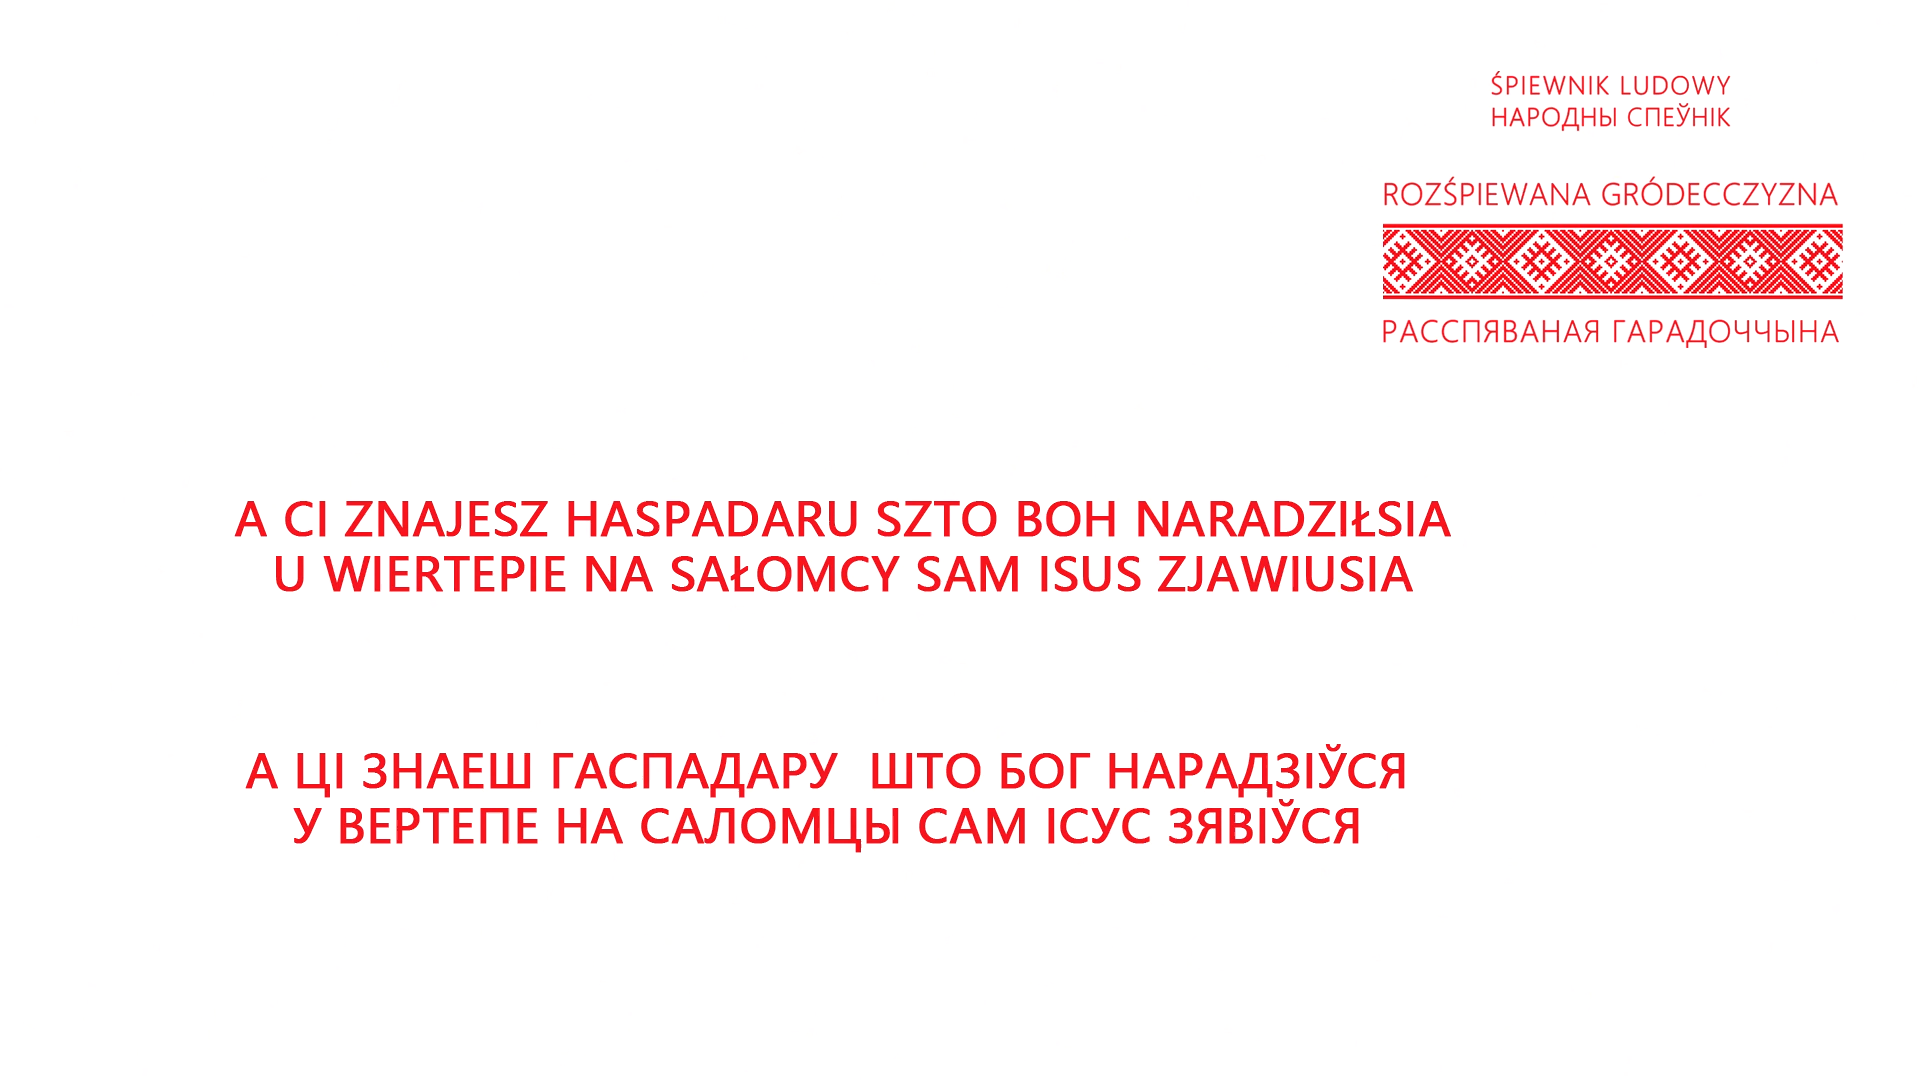 ŚPIEWNIK LUDOWY
НАРОДНЫ СПЕЎНІК
ROZŚPIEWANA GRÓDECCZYZNA
РАССПЯВАНАЯ ГАРАДОЧЧЫНА
A CI ZNAJESZ HASPADARU SZTO BOH NARADZIŁSIA
U WIERTEPIE NA SAŁOMCY SAM ISUS ZJAWIUSIA
А ЦІ ЗНАЕШ ГАСПАДАРУ ШТО БОГ НАРАДЗІЎСЯ
У ВЕРТЕПЕ НА САЛОМЦЫ САМ ІСУС ЗЯВІЎСЯ